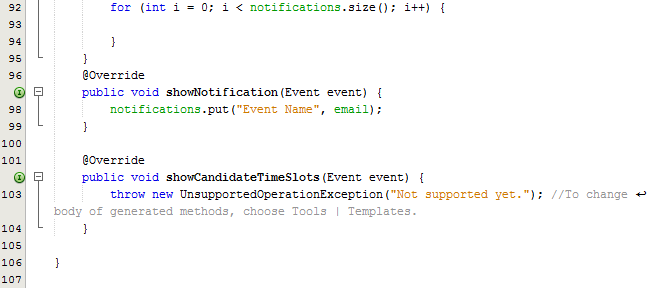 92 for (int i = 0; i < notifications.size(); i++) {
93
94 }
95 }
96 @Override
public void showNotification(Event event) {
98 notifications.put("Event Name", email);
99 }
100
101 @Override
public void showCandidateTimeSlots(Event event) {
103 throw new UnsupportedOperationException("Not supported yet."); //To change ↩
body of generated methods, choose Tools | Templates.
104 }
105
106 }
107